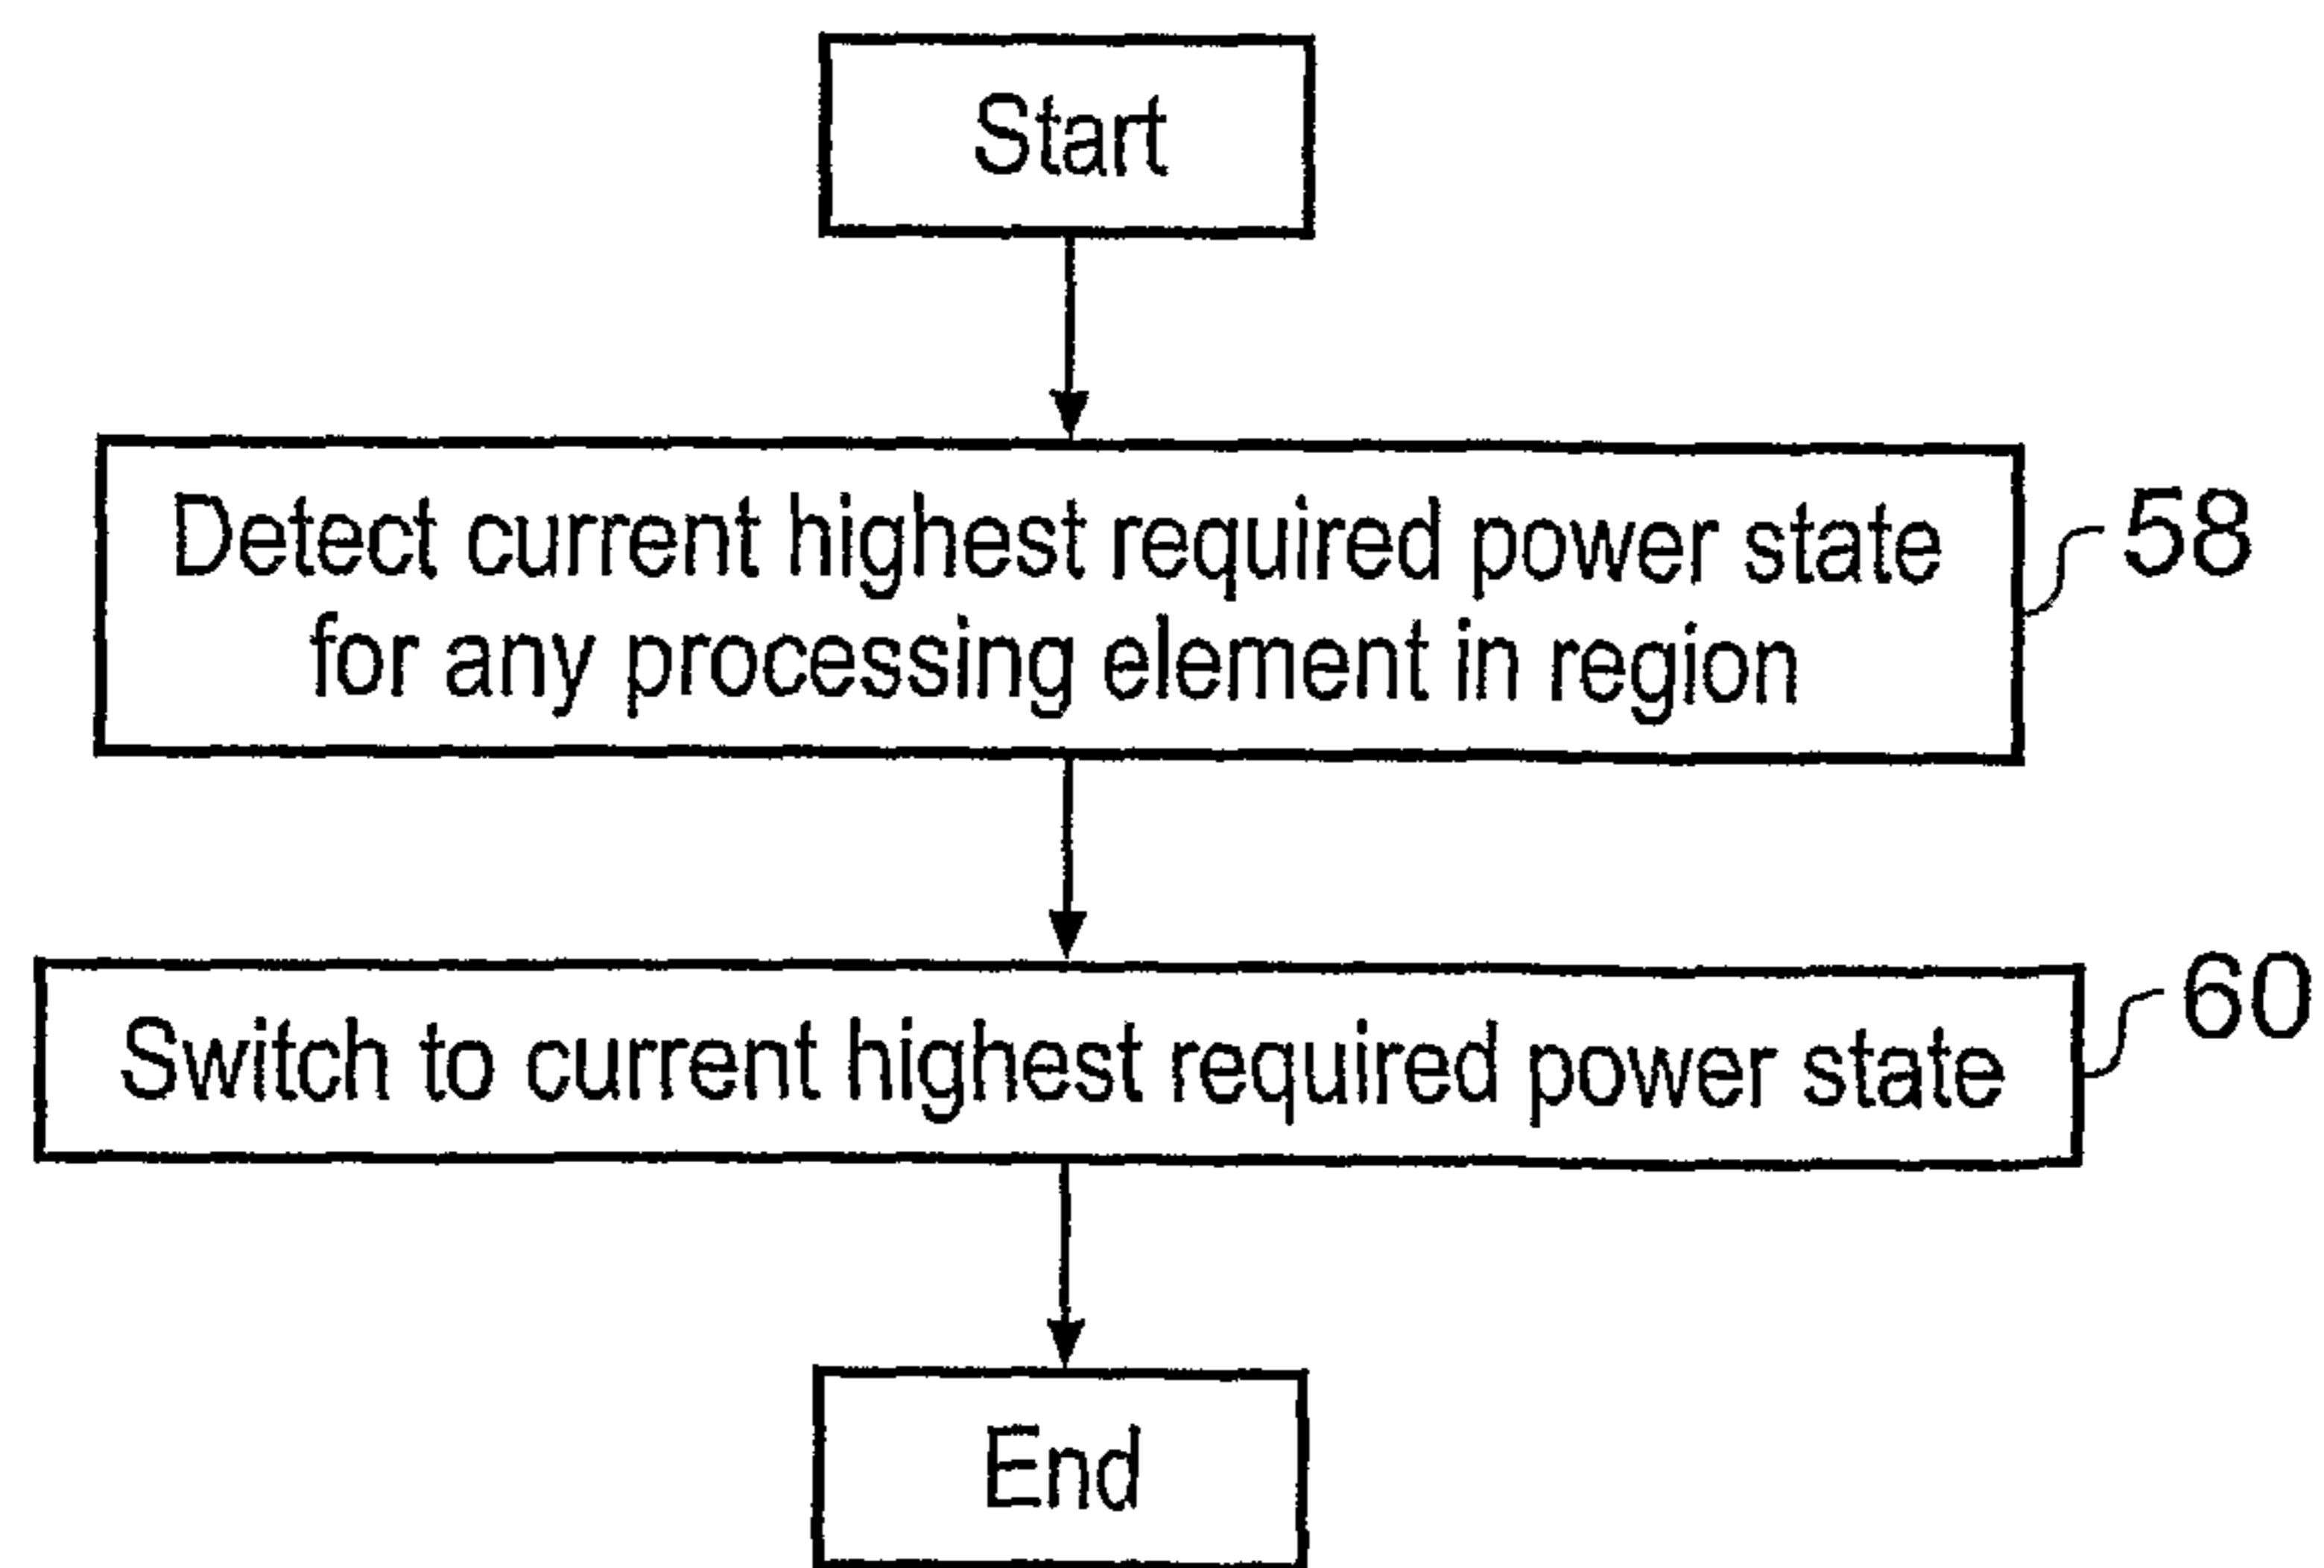 Start
Detect current highest required power state
for any processing element in region
58
Switch to current highest required power state
60
End